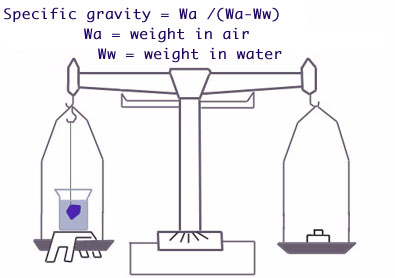 Specific gravity = Wa /(Wa-Ww)
Wa = weight in air
Ww = weight in water